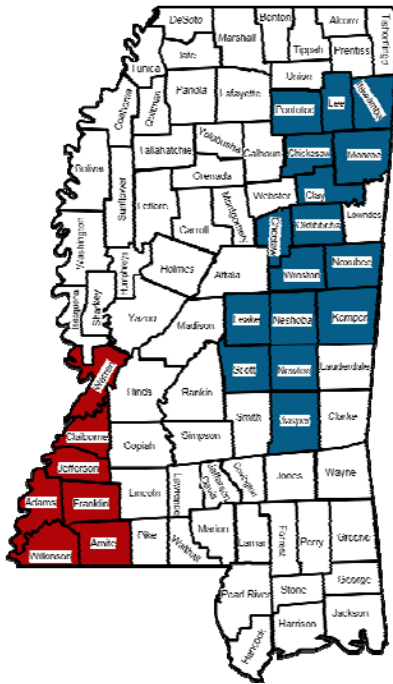 DeSoto
Benton
Alcorn
Tishomingo
Marshall
Tippah
Prentiss
Tate
Tunica
Union
Panola
Lafayette
Lee
Itawamba
Coahoma
Quitman
Pontotoc
Yalobusha
Tallahatchie
Calhoun
Chickasaw
Monroe
Bolivar
Grenada
Sunflower
Leflore
Montgomery
Webster
Clay
Lowndes
Carroll
Choctaw
Oktibbeha
Washington
Humphreys
Holmes
Attala
Winston
Noxubee
Issaquena
Sharkey
Yazoo
Madison
Leake
Neshoba
Kemper
Warren
Hinds
Rankin
Scott
Newton
Lauderdale
Claiborne
Copiah
Simpson
Smith
Jasper
Clarke
Jefferson
Adams
Franklin
Lincoln
Lawrence
Jefferson
Davis
Covington
Jones
Wayne
Wilkinson
Amite
Pike
Walthall
Marion
Lamar
Forrest
Perry
Greene
Pearl River
Stone
George
Hancock
Harrison
Jackson